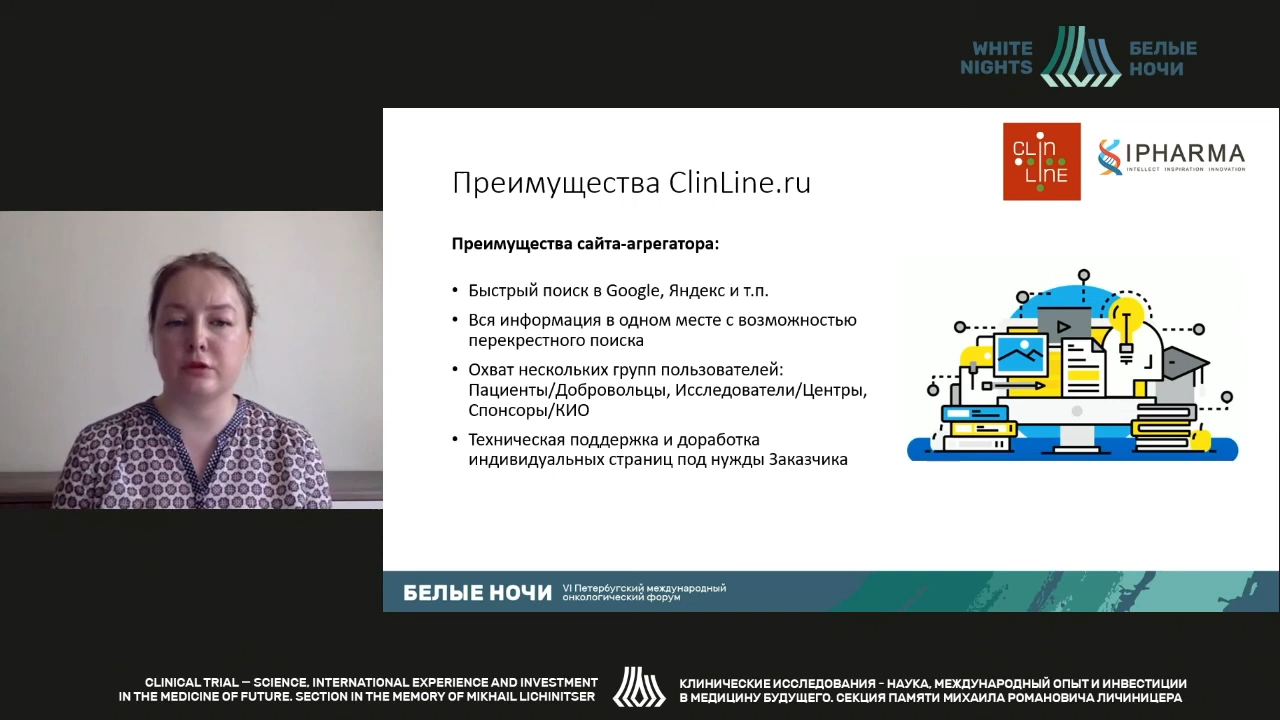 WHITE
NIGHTS
БЕЛЫЕ
НОЧИ
CLIN
LINE
IPHARMA
INTELLECT INSPIRATION INNOVATION
Преимущества ClinLine.ru
Преимущества сайта-агрегатора:
• Быстрый поиск в Google, Яндекс и т.п.
• Вся информация в одном месте с возможностью
перекрестного поиска
• Охват нескольких групп пользователей:
Пациенты/Добровольцы, Исследователи/Центры,
Спонсоры/КИО
• Техническая поддержка и доработка
индивидуальных страниц под нужды Заказчика
БЕЛЫЕ НОЧИ
VI Петербургский международный
онкологический форум
CLINICAL TRIAL – SCIENCE, INTERNATIONAL EXPERIENCE AND INVESTMENT
IN THE MEDICINE OF FUTURE. SECTION IN THE MEMORY OF MIKHAIL LICHINITSER
КЛИНИЧЕСКИЕ ИССЛЕДОВАНИЯ – НАУКА, МЕЖДУНАРОДНЫЙ ОПЫТ И ИНВЕСТИЦИИ
В МЕДИЦИНУ БУДУЩЕГО. СЕКЦИЯ ПАМЯТИ МИХАИЛА РОМАНОВИЧА ЛИЧИНИЦЕРА